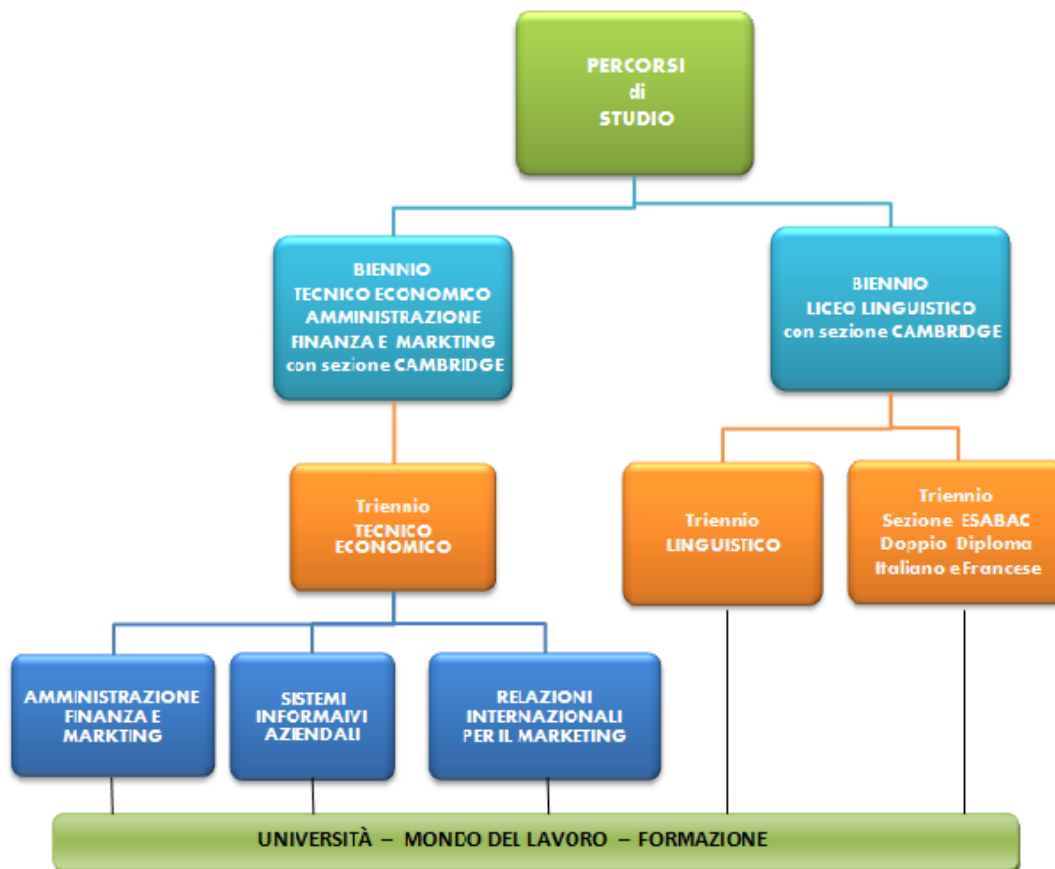 PERCORSI
di
STUDIO
BIENNIO
TECNICO ECONOMICO
AMMINISTRAZIONE
FINANZA E MARKTING
con sezione CAMBRIDGE
BIENNIO
LICEO LINGUISTICO
con sezione CAMBRIDGE
Triennio
TECNICO
ECONOMICO
Triennio
LINGUISTICO
Triennio
Sezione ESABAC
Doppio Diploma
Italiano e Francese
AMMINISTRAZIONE
FINANZA E
MARKTING
SISTEMI
INFORMAIVI
AZIENDALI
RELAZIONI
INTERNAZIONALI
PER IL MARKETING
UNIVERSITÀ – MONDO DEL LAVORO – FORMAZIONE